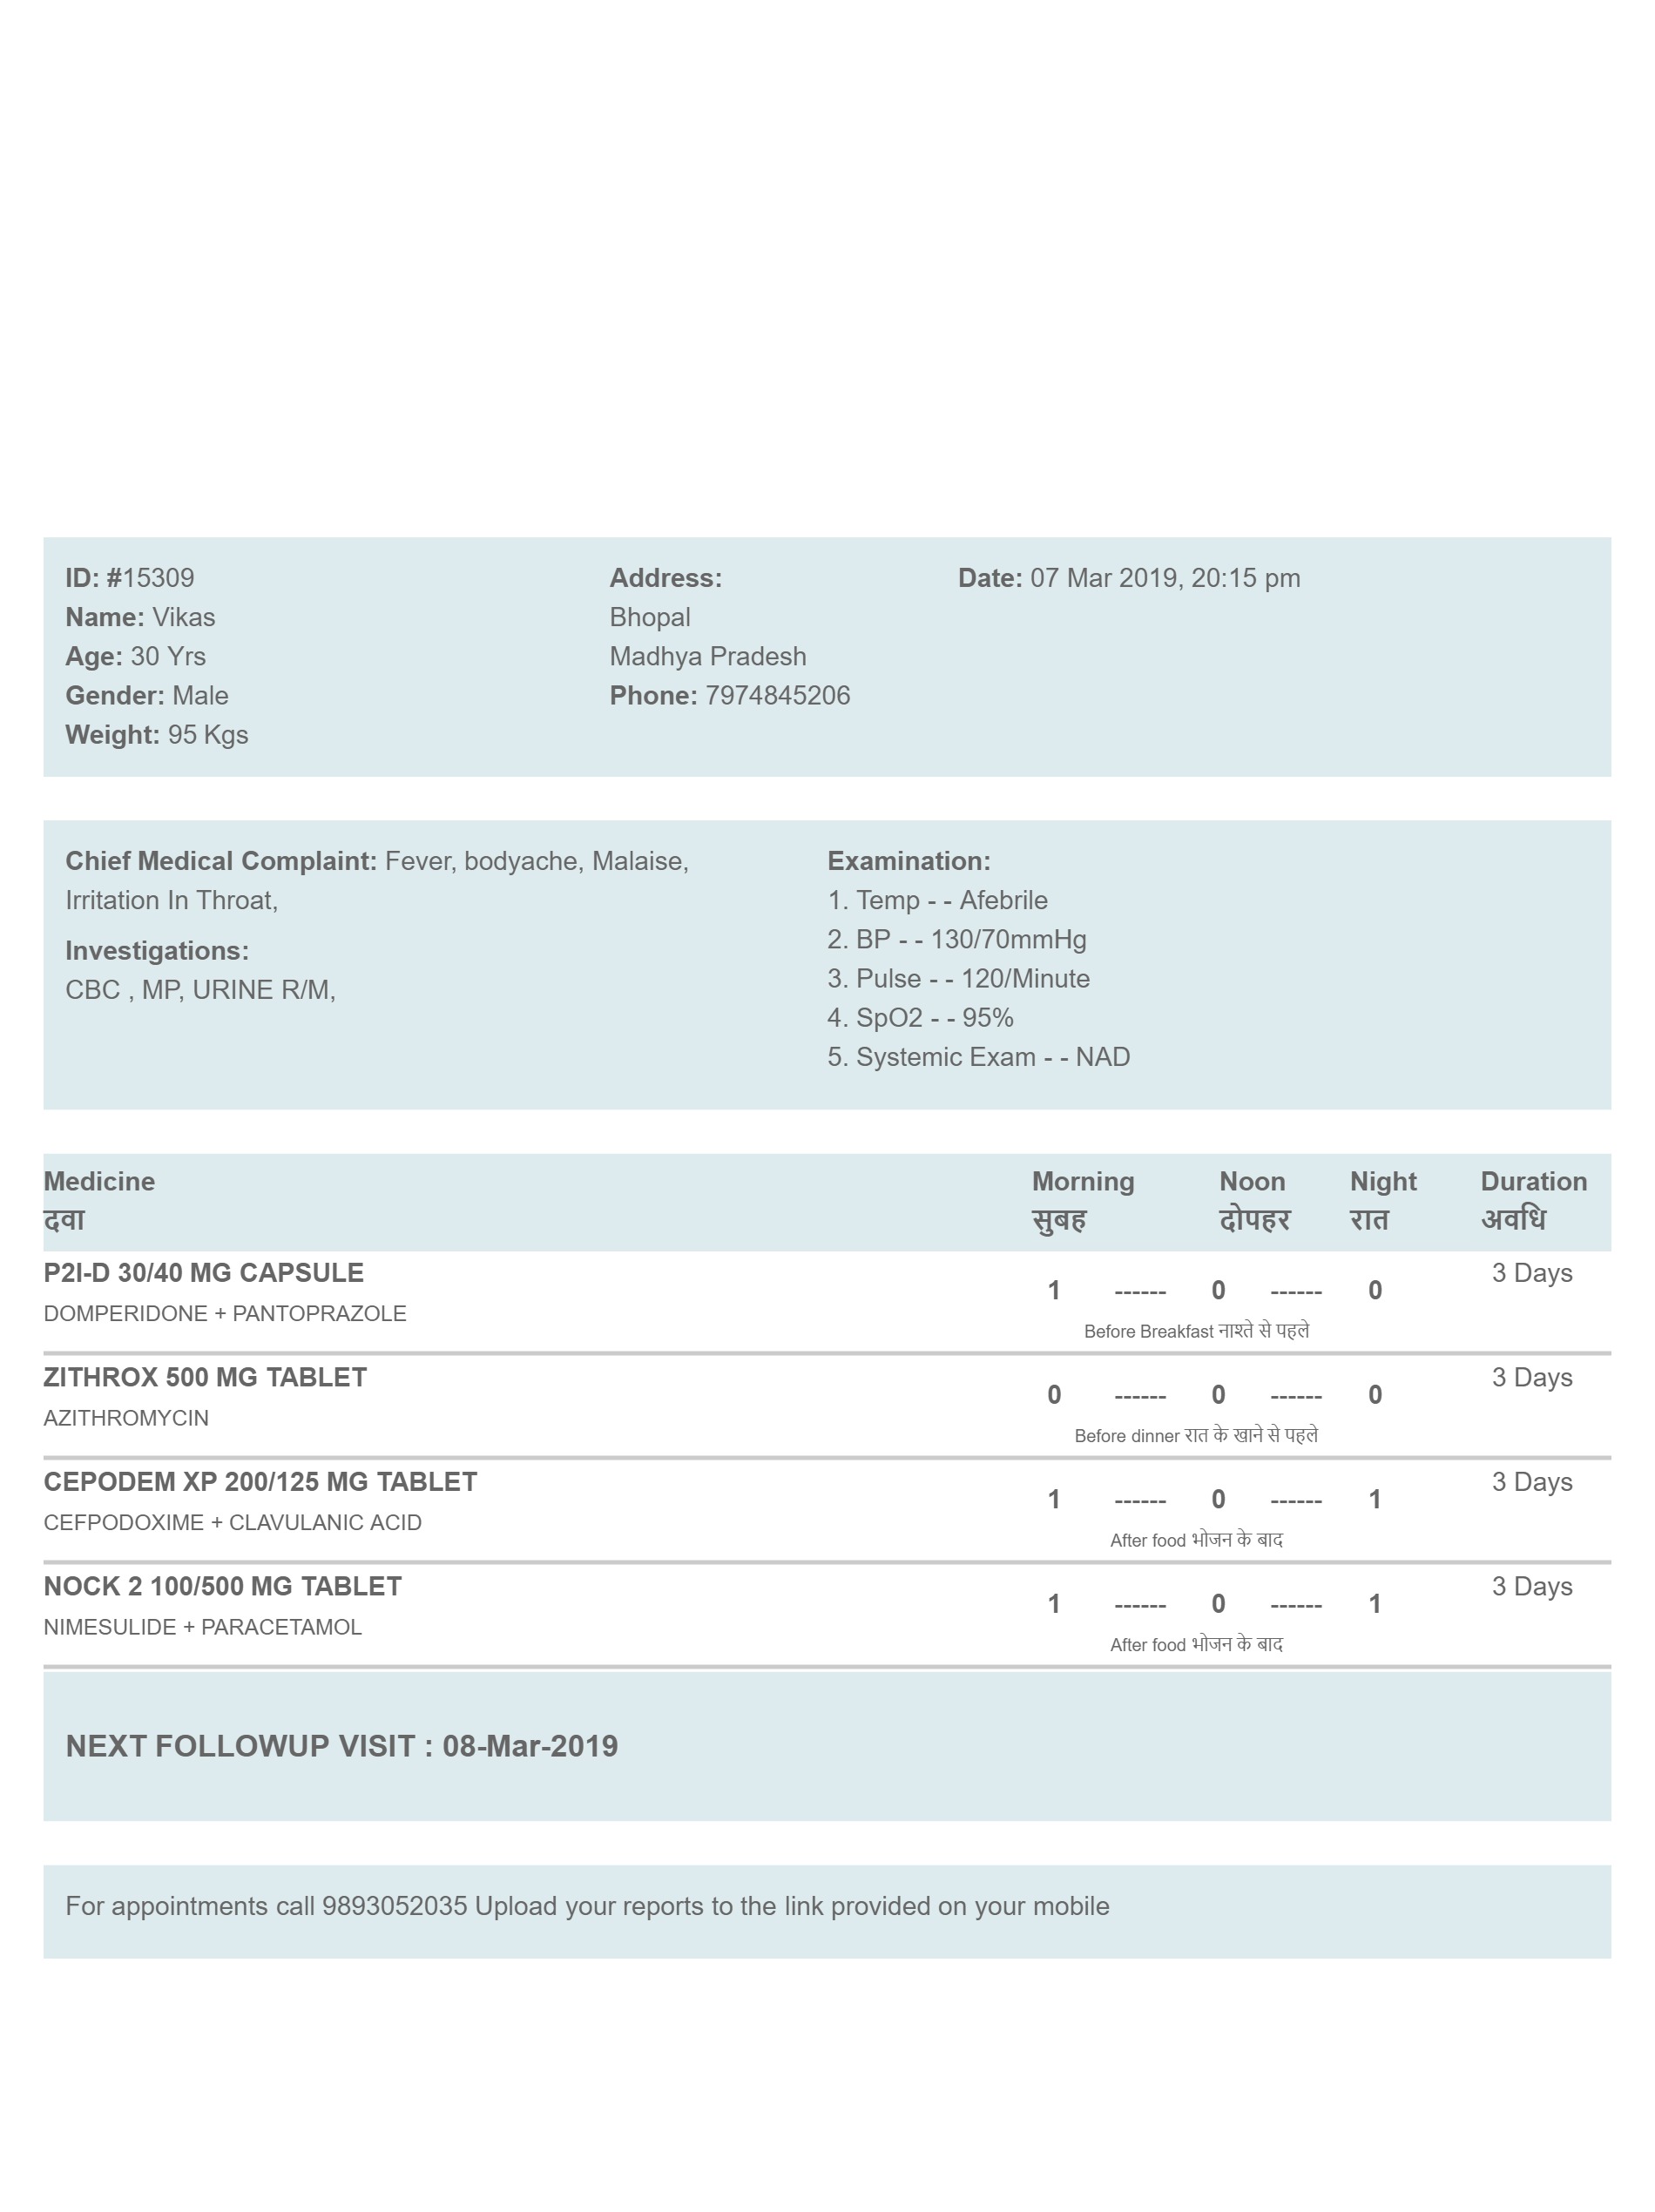 ID: #15309
Name: Vikas
Age: 30 Yrs
Gender: Male
Weight: 95 Kgs
Address:
Bhopal
Madhya Pradesh
Phone: 7974845206
Date: 07 Mar 2019, 20:15 pm
Chief Medical Complaint: Fever, bodyache, Malaise,
Irritation In Throat,
Investigations:
CBC , MP, URINE R/M,
Examination:
1. Temp - - Afebrile
2. BP - - 130/70mmHg
3. Pulse - - 120/Minute
4. SpO2 - - 95%
5. Systemic Exam - - NAD
Medicine Morning Noon Night Duration
दवा सुबह दोपहर रात अवधि
P2I-D 30/40 MG CAPSULE 3 Days
1 ------ 0 ------ 0
DOMPERIDONE + PANTOPRAZOLE
Before Breakfast नाश्ते से पहले
ZITHROX 500 MG TABLET 3 Days
0 ------ 0 ------ 0
AZITHROMYCIN
Before dinner रात के खाने से पहले
CEPODEM XP 200/125 MG TABLET 3 Days
1 ------ 0 ------ 1
CEFPODOXIME + CLAVULANIC ACID
After food भोजन के बाद
NOCK 2 100/500 MG TABLET 3 Days
1 ------ 0 ------ 1
NIMESULIDE + PARACETAMOL
After food भोजन के बाद
NEXT FOLLOWUP VISIT : 08-Mar-2019
For appointments call 9893052035 Upload your reports to the link provided on your mobile